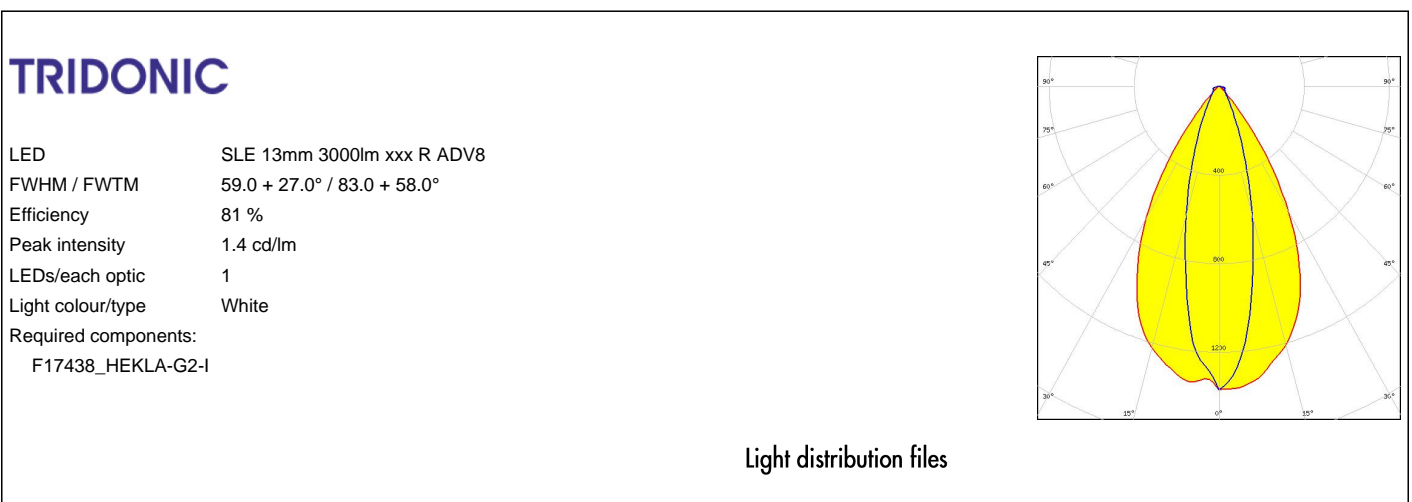 TRIDONIC
LED SLE 13mm 3000lm xxx R ADV8
FWHM / FWTM 59.0 + 27.0° / 83.0 + 58.0°
Efficiency 81 %
Peak intensity 1.4 cd/lm
LEDs/each optic 1
Light colour/type White
Required components:
F17438_HEKLA-G2-I
90° 90°
75° 75°
400
60° 60°
800
45° 45°
1200
30° 30°
15° 0° 15°
Light distribution files